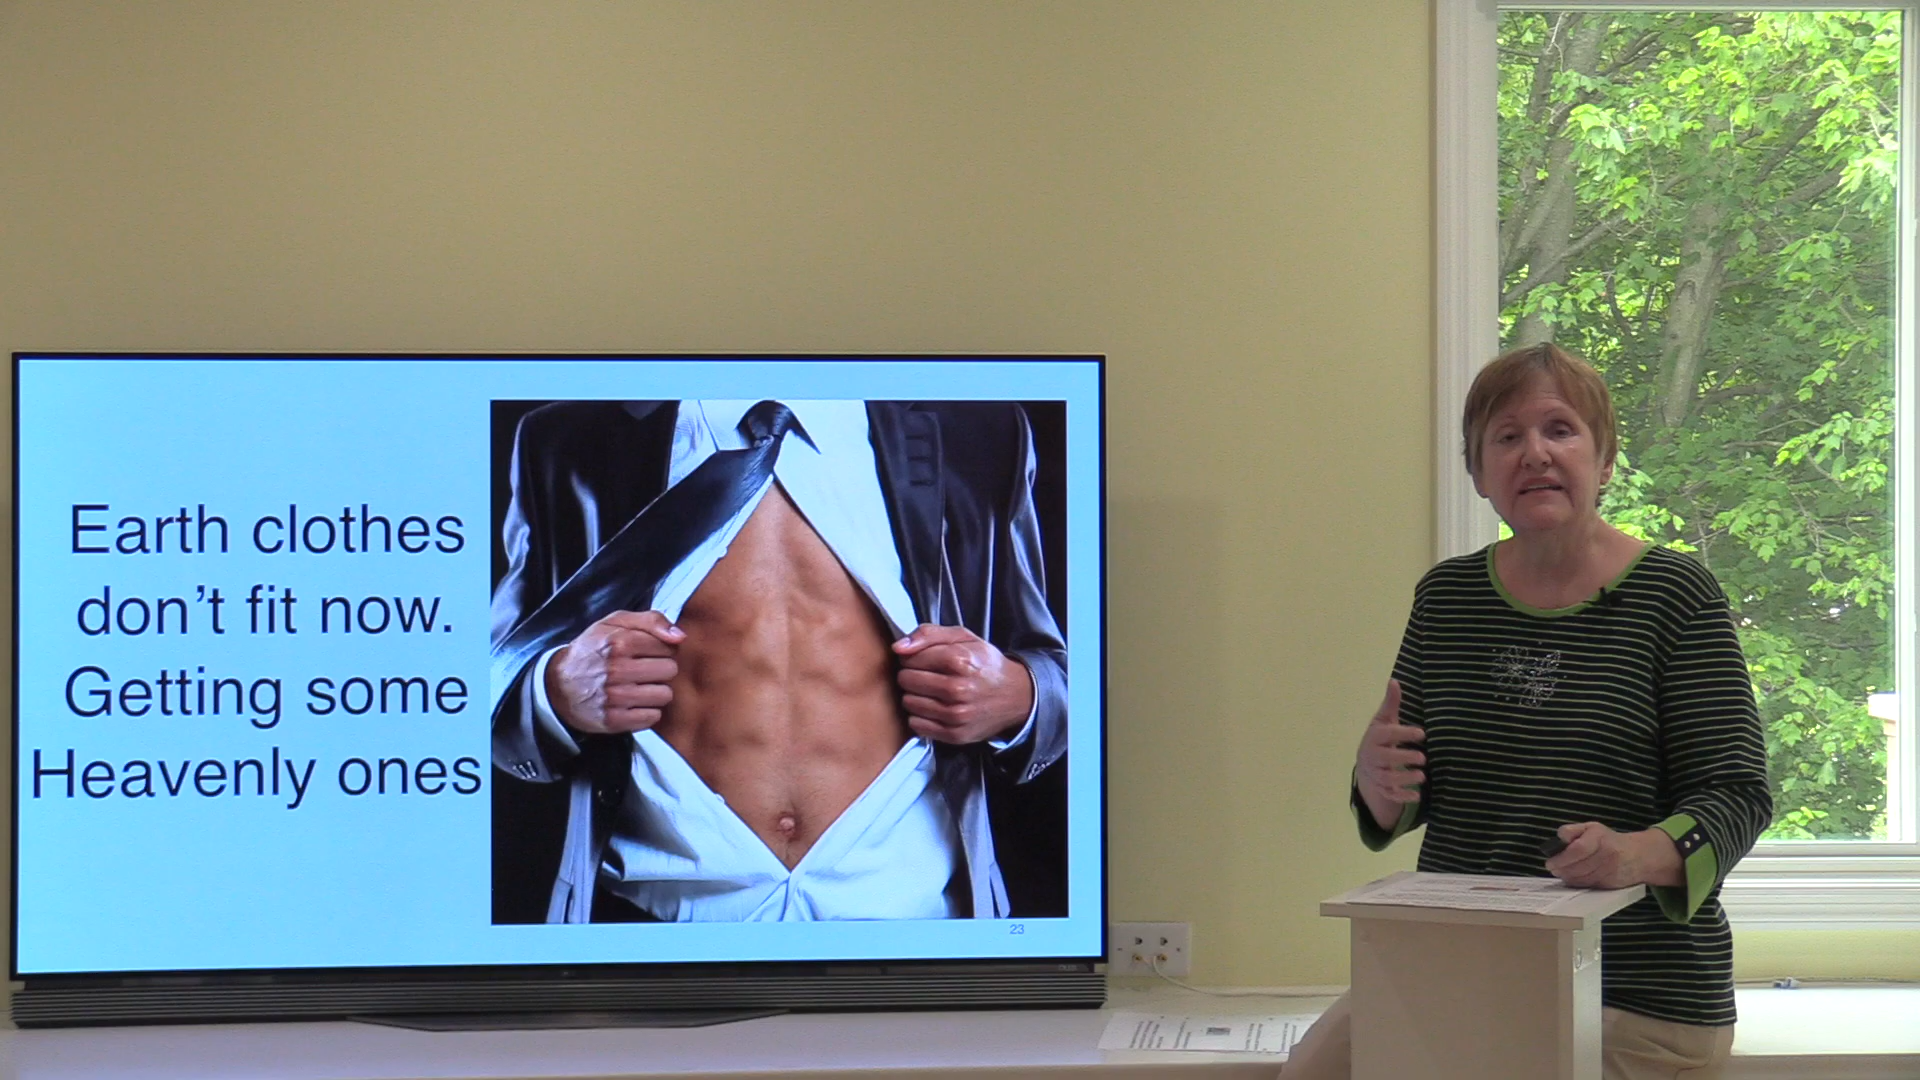 Earth clothes
don't fit now.
Getting some
Heavenly ones
23